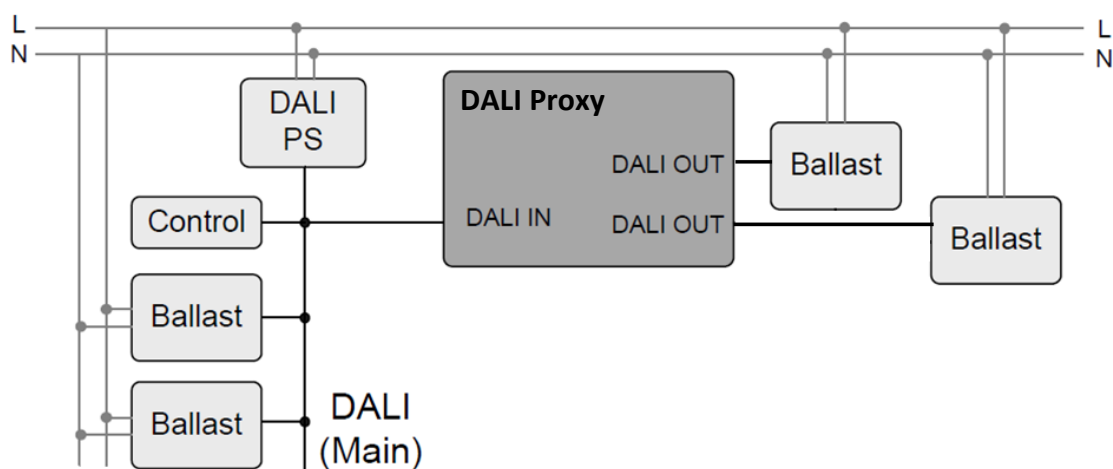 L
L
N
N
DALI
PS
DALI Proxy
DALI OUT
Ballast
Control
DALI IN
DALI OUT
Ballast
Ballast
Ballast
DALI
(Main)